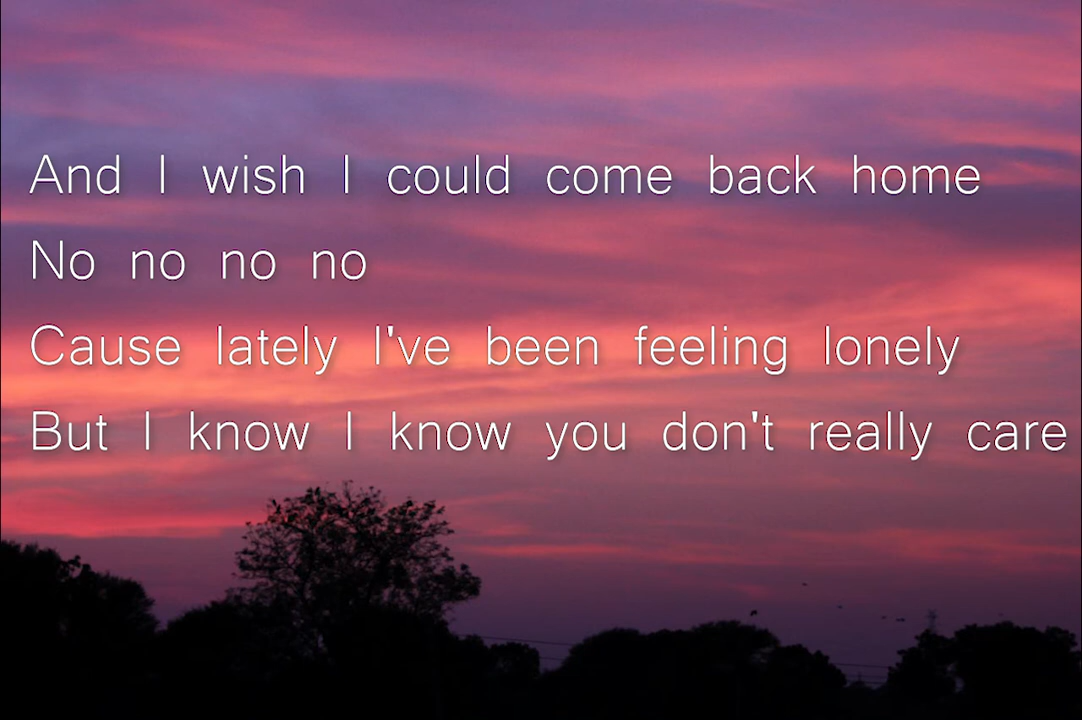 And I wish I could come back home
No no no no
Cause lately I've been feeling lonely
But I know I know you don't really care